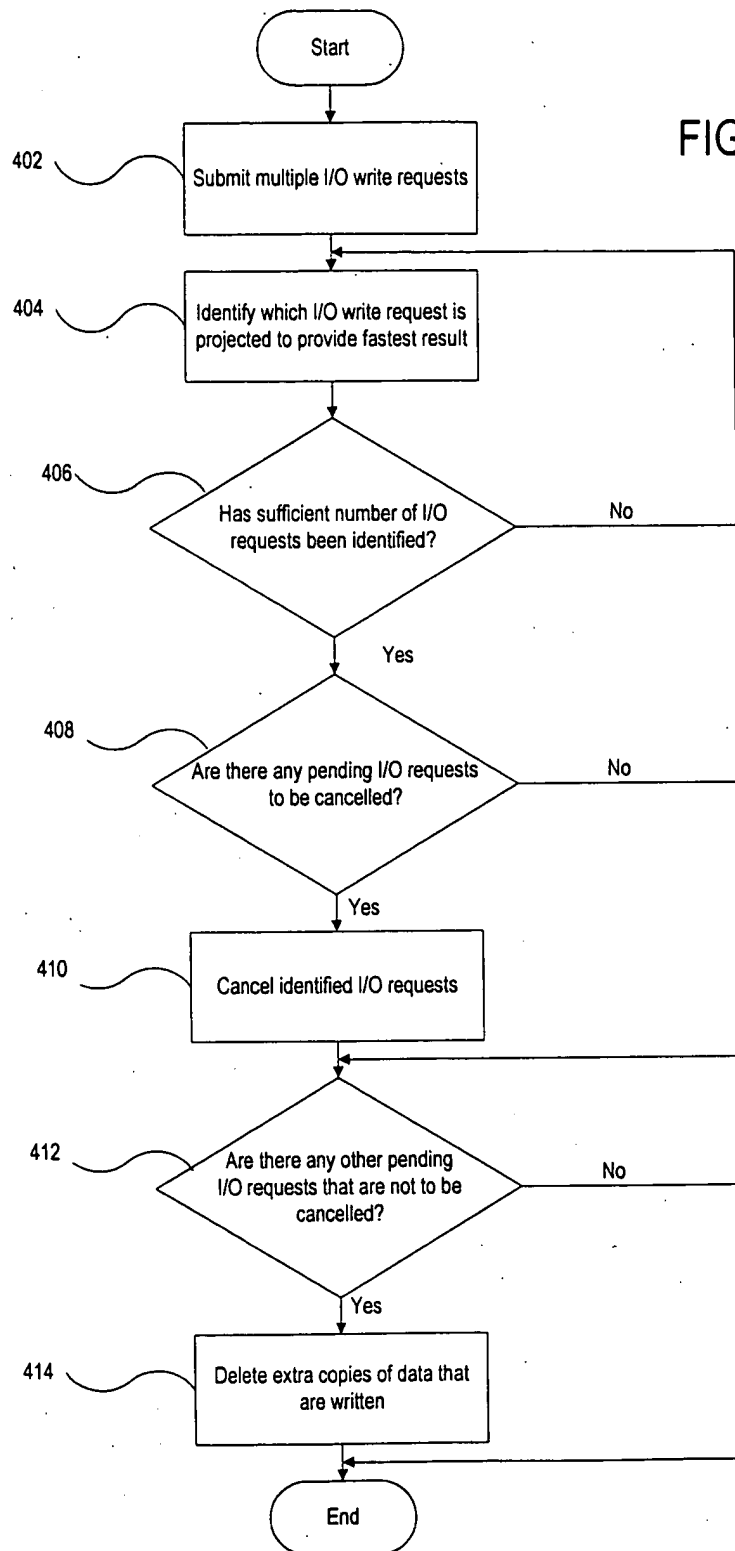 Start
FIG
402
Submit multiple I/O write requests
404
Identify which I/O write request is
projected to provide fastest result
406
Has sufficient number of I/O
requests been identified?
No
Yes
408
Are there any pending I/O requests
to be cancelled?
No
Yes
410
Cancel identified I/O requests
412
Are there any other pending
I/O requests that are not to be
cancelled?
No
Yes
414
Delete extra copies of data that
are written
End